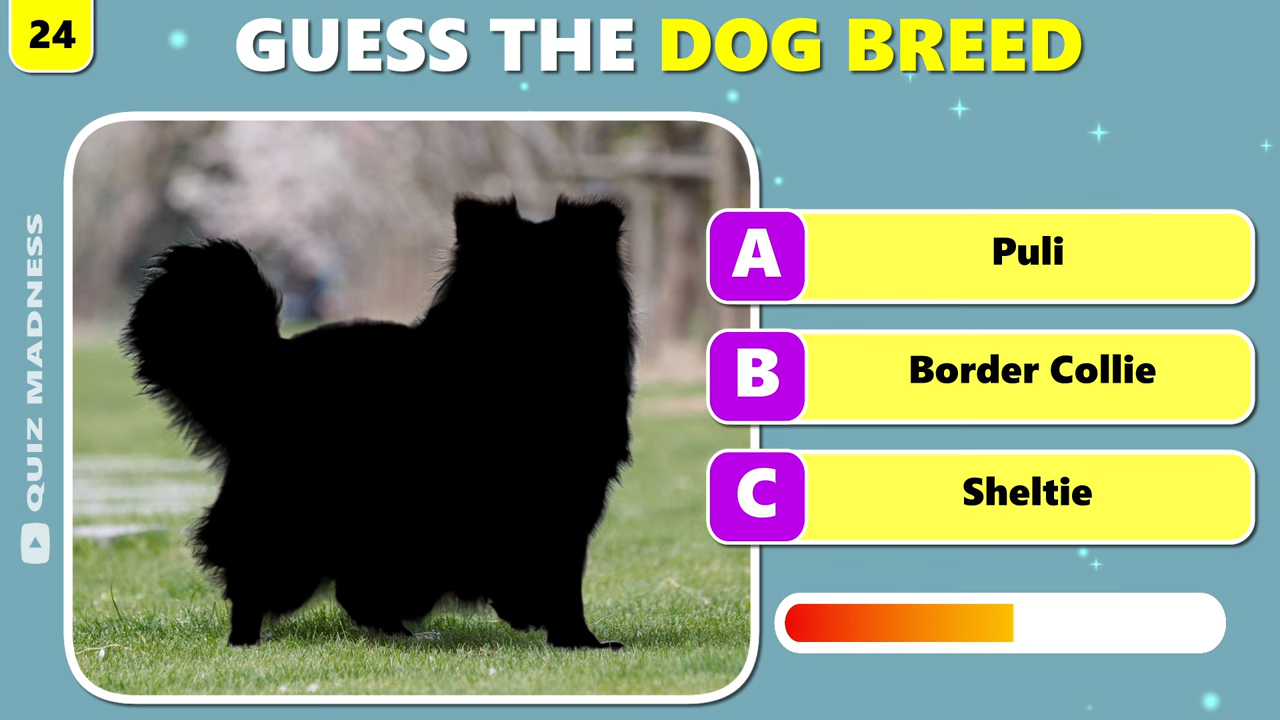 24
GUESS THE DOG BREED
QUIZ MADNESS
A
Puli
B
Border Collie
C
Sheltie